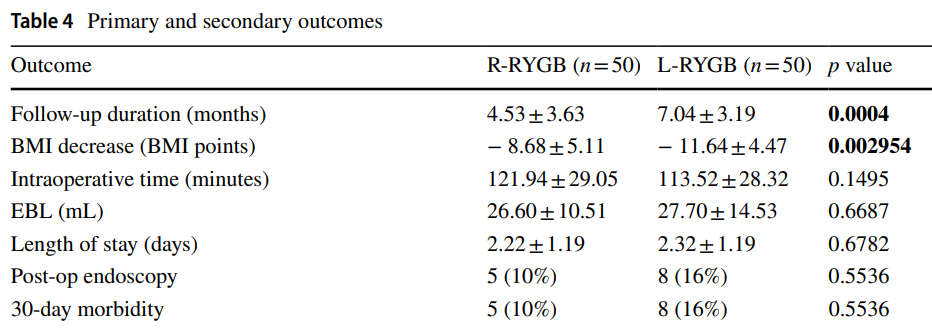 Table 4 Primary and secondary outcomes
Outcome R-RYGB (n=50) L-RYGB (n=50) p value
Follow-up duration (months) 4.53±3.63 7.04±3.19 0.0004
BMI decrease (BMI points) − 8.68±5.11 − 11.64±4.47 0.002954
Intraoperative time (minutes) 121.94±29.05 113.52±28.32 0.1495
EBL (mL) 26.60±10.51 27.70±14.53 0.6687
Length of stay (days) 2.22±1.19 2.32±1.19 0.6782
Post-op endoscopy 5 (10%) 8 (16%) 0.5536
30-day morbidity 5 (10%) 8 (16%) 0.5536